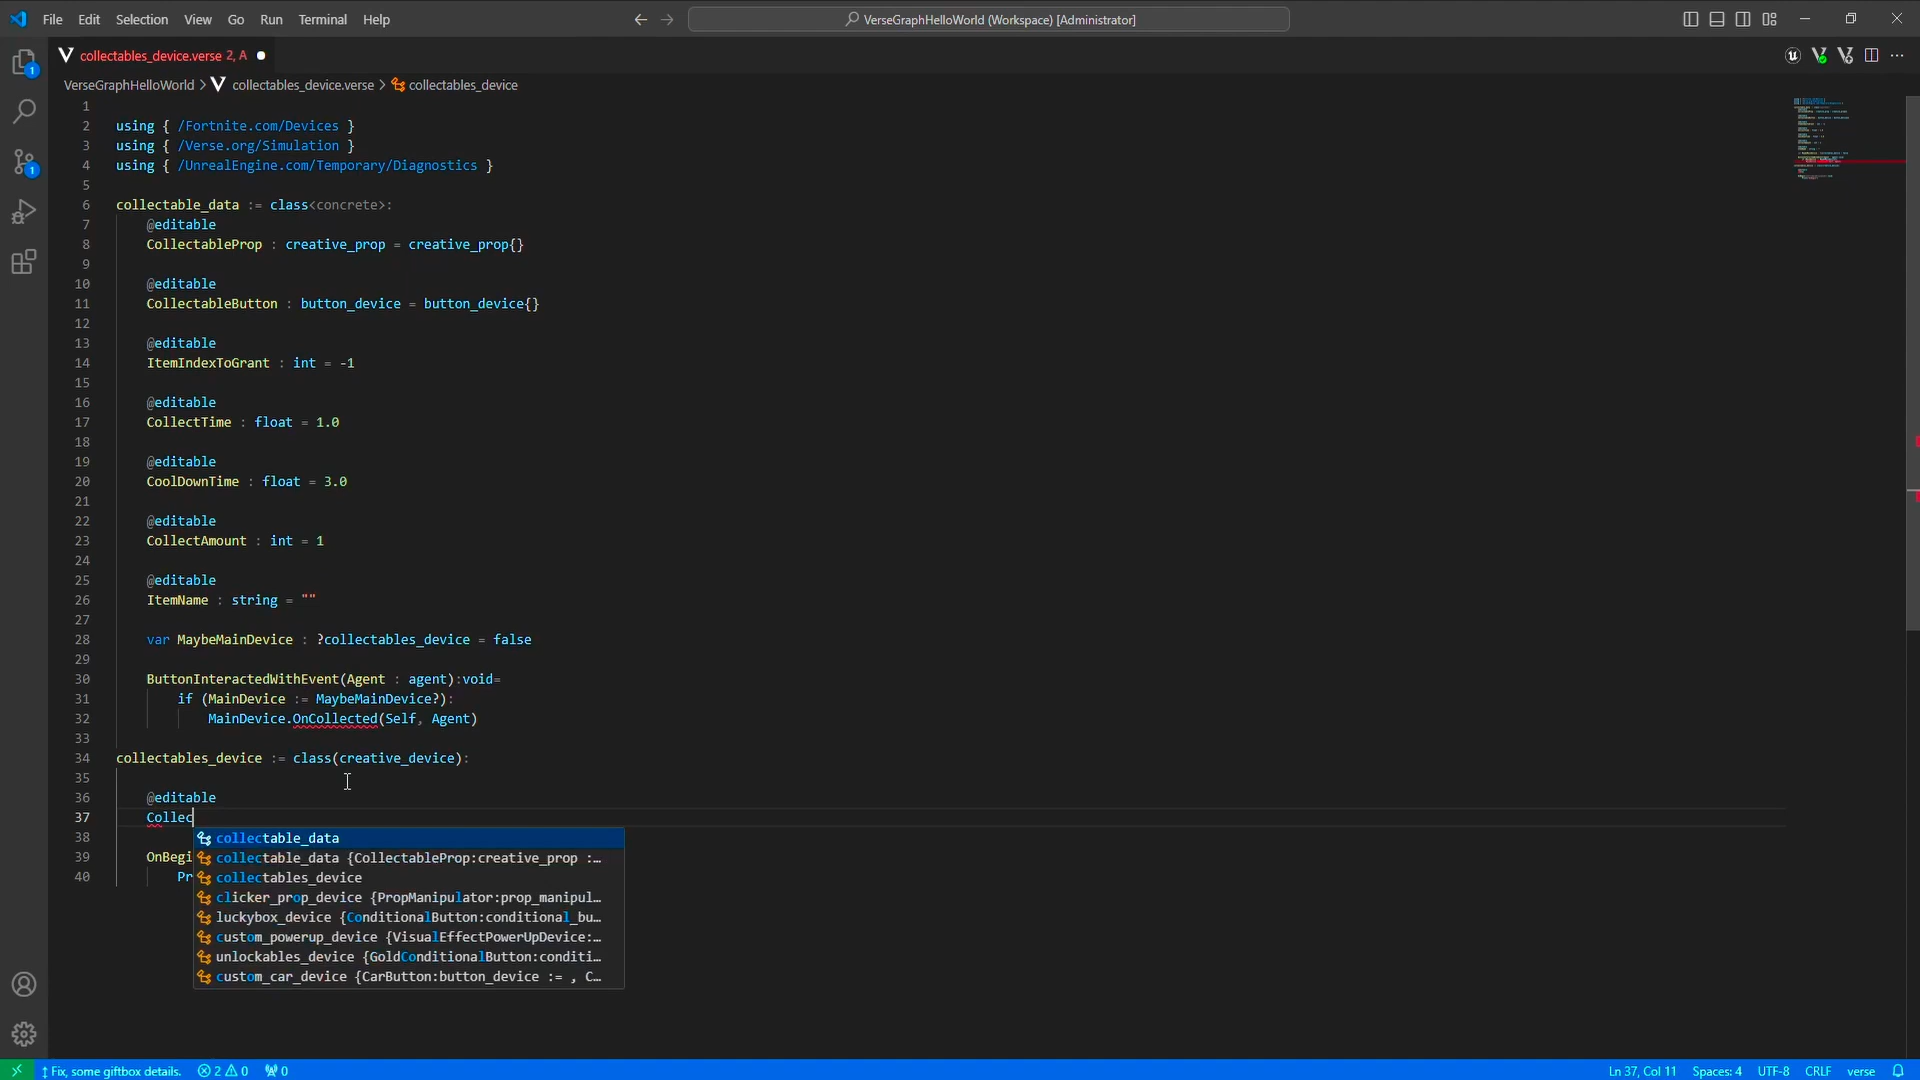 File Edit Selection View Go Run Terminal Help
VerseGraphHelloWorld (Workspace) [Administrator]
collectables_device.verse 2, A
VerseGraphHelloWorld > collectables_device.verse > collectables_device
1
2 using { /Fortnite.com/Devices }
3 using { /Verse.org/Simulation }
4 using { /UnrealEngine.com/Temporary/Diagnostics }
5
6 collectable_data := class<concrete>:
7 @editable
8 CollectableProp : creative_prop = creative_prop{}
9
10 @editable
11 CollectableButton : button_device = button_device{}
12
13 @editable
14 ItemIndexToGrant : int = -1
15
16 @editable
17 CollectTime : float = 1.0
18
19 @editable
20 CoolDownTime : float = 3.0
21
22 @editable
23 CollectAmount : int = 1
24
25 @editable
26 ItemName : string = ""
27
28 var MaybeMainDevice : ?collectables_device = false
29
30 ButtonInteractedWithEvent(Agent : agent):void=
31 if (MainDevice := MaybeMainDevice?):
32 MainDevice.OnCollected(Self, Agent)
33
34 collectables_device := class(creative_device):
35
36 @editable
37 Collec
38 collectable_data
collectable_data {CollectableProp:creative_prop :…
39 OnBegi
collectables_device
40 Pr
clicker_prop_device {PropManipulator:prop_manipul…
luckybox_device {ConditionalButton:conditional_bu…
custom_powerup_device {VisualEffectPowerUpDevice:…
unlockables_device {GoldConditionalButton:conditi…
custom_car_device {CarButton:button_device := , C…
1
1
Fix, some giftbox details. 2 0 0 Ln 37, Col 11 Spaces: 4 UTF-8 CRLF verse